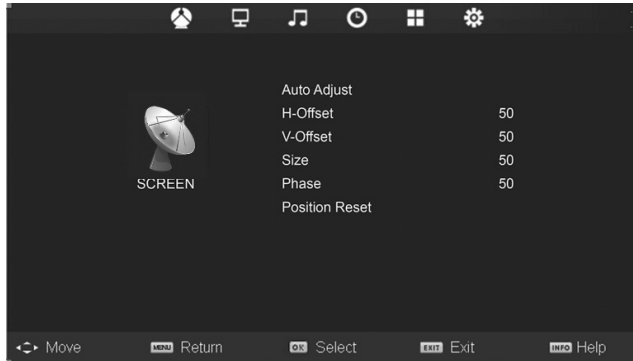 Auto Adjust
H-Offset 50
V-Offset 50
Size 50
Phase 50
Position Reset
SCREEN
Move MENU Return OK Select EXIT Exit INFO Help